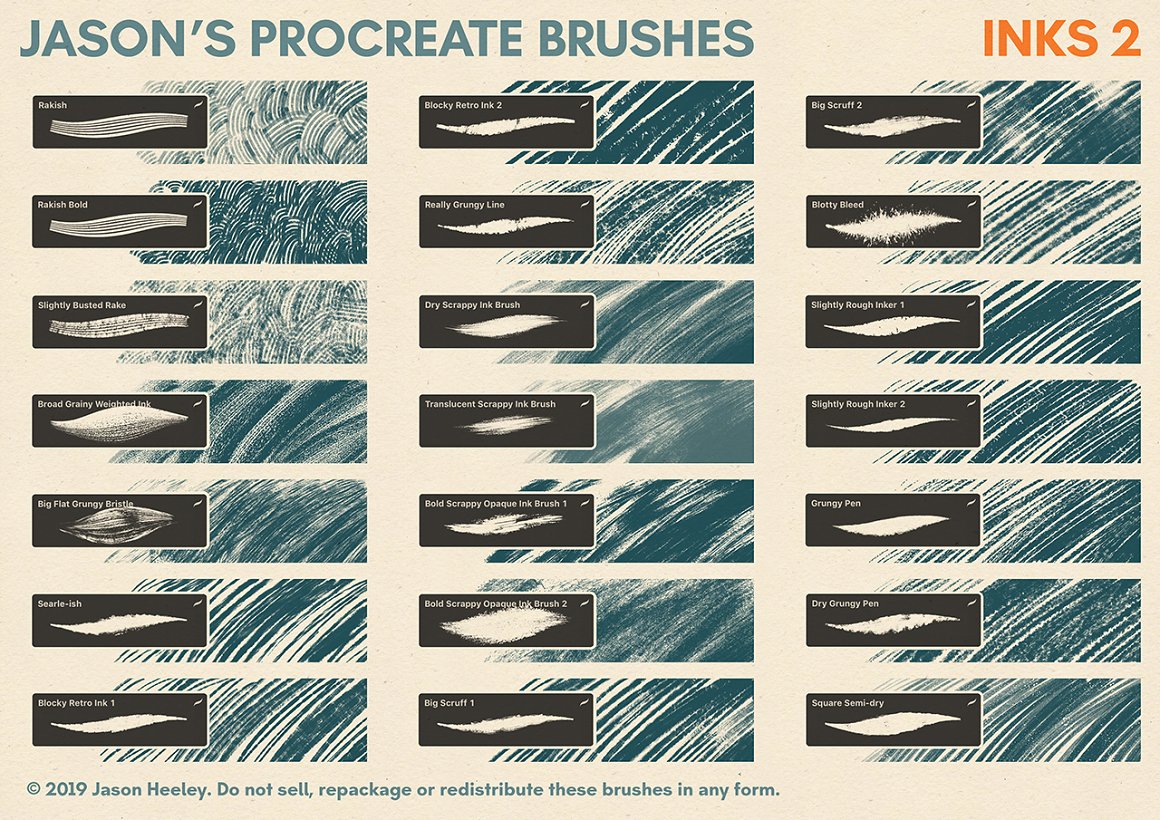 JASON'S PROCREATE BRUSHES
INKS 2
Rakish
Rakish Bold
Slightly Busted Rake
Broad Grainy Weighted Ink
Big Flat Grungy Bristle
Searle-ish
Blocky Retro Ink 1
Blocky Retro Ink 2
Really Grungy Line
Dry Scrappy Ink Brush
Translucent Scrappy Ink Brush
Bold Scrappy Opaque Ink Brush 1
Bold Scrappy Opaque Ink Brush 2
Big Scruff 1
Big Scruff 2
Blotty Bleed
Slightly Rough Inker 1
Slightly Rough Inker 2
Grungy Pen
Dry Grungy Pen
Square Semi-dry
© 2019 Jason Heeley. Do not sell, repackage or redistribute these brushes in any form.